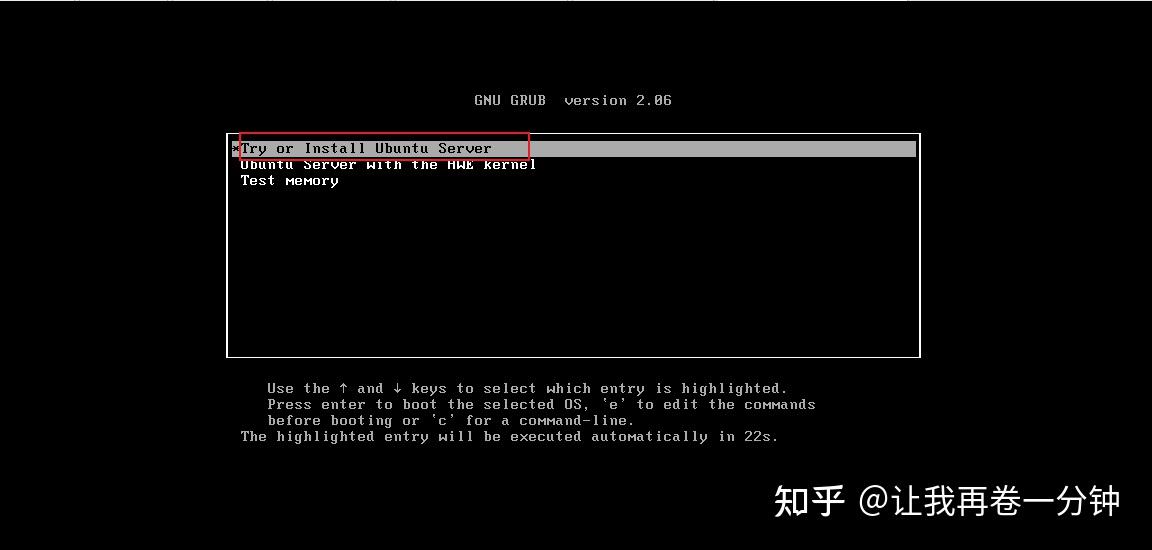 GNU GRUB version 2.06
*Try or Install Ubuntu Server
Ubuntu Server with the HWE kernel
Test memory
Use the ↑ and ↓ keys to select which entry is highlighted.
Press enter to boot the selected OS, `e' to edit the commands
before booting or `c' for a command-line.
The highlighted entry will be executed automatically in 22s.
知乎 @让我再卷一分钟